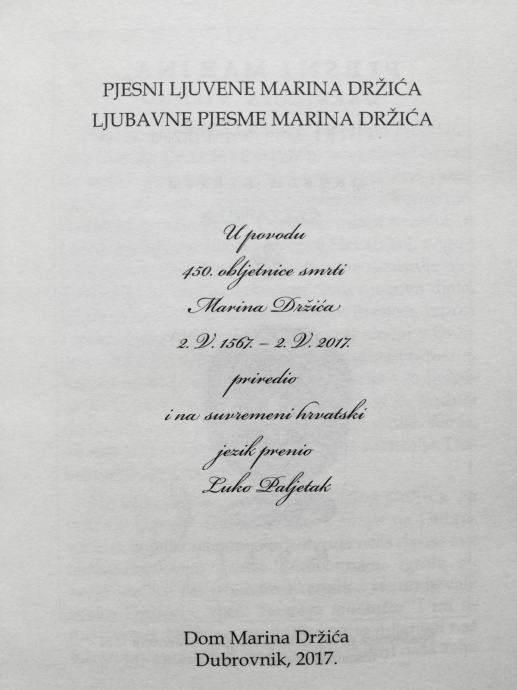 PJESNI LJUVENE MARINA DRŽIĆA
LJUBAVNE PJESME MARINA DRŽIĆA
U povodu
450. obljetnice smrti
Marina Držića
2. V. 1567. – 2. V. 2017.
priredio
i na suvremeni hrvatski
jezik prenio
Luko Paljetak
Dom Marina Držića
Dubrovnik, 2017.